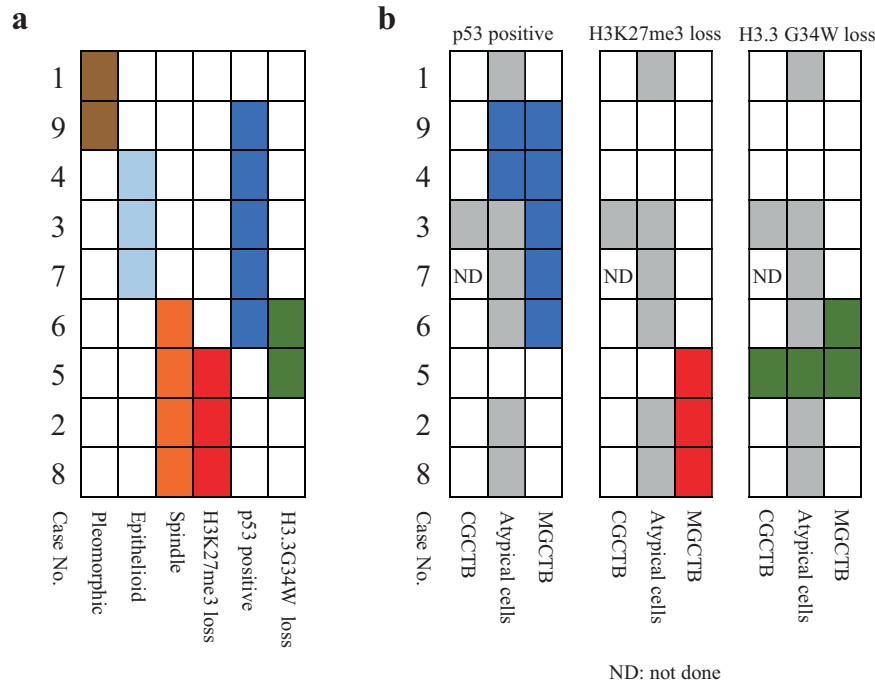 a
1
9
4
3
7
6
5
2
8
Case No.
Pleomorphic
Epithelioid
Spindle
H3K27me3 loss
p53 positive
H3.3G34W loss
b
p53 positive
H3K27me3 loss
H3.3 G34W loss
1
9
4
3
7
ND
ND
ND
6
5
2
8
Case No.
CGCTB
Atypical cells
MGCTB
CGCTB
Atypical cells
MGCTB
CGCTB
Atypical cells
MGCTB
ND: not done